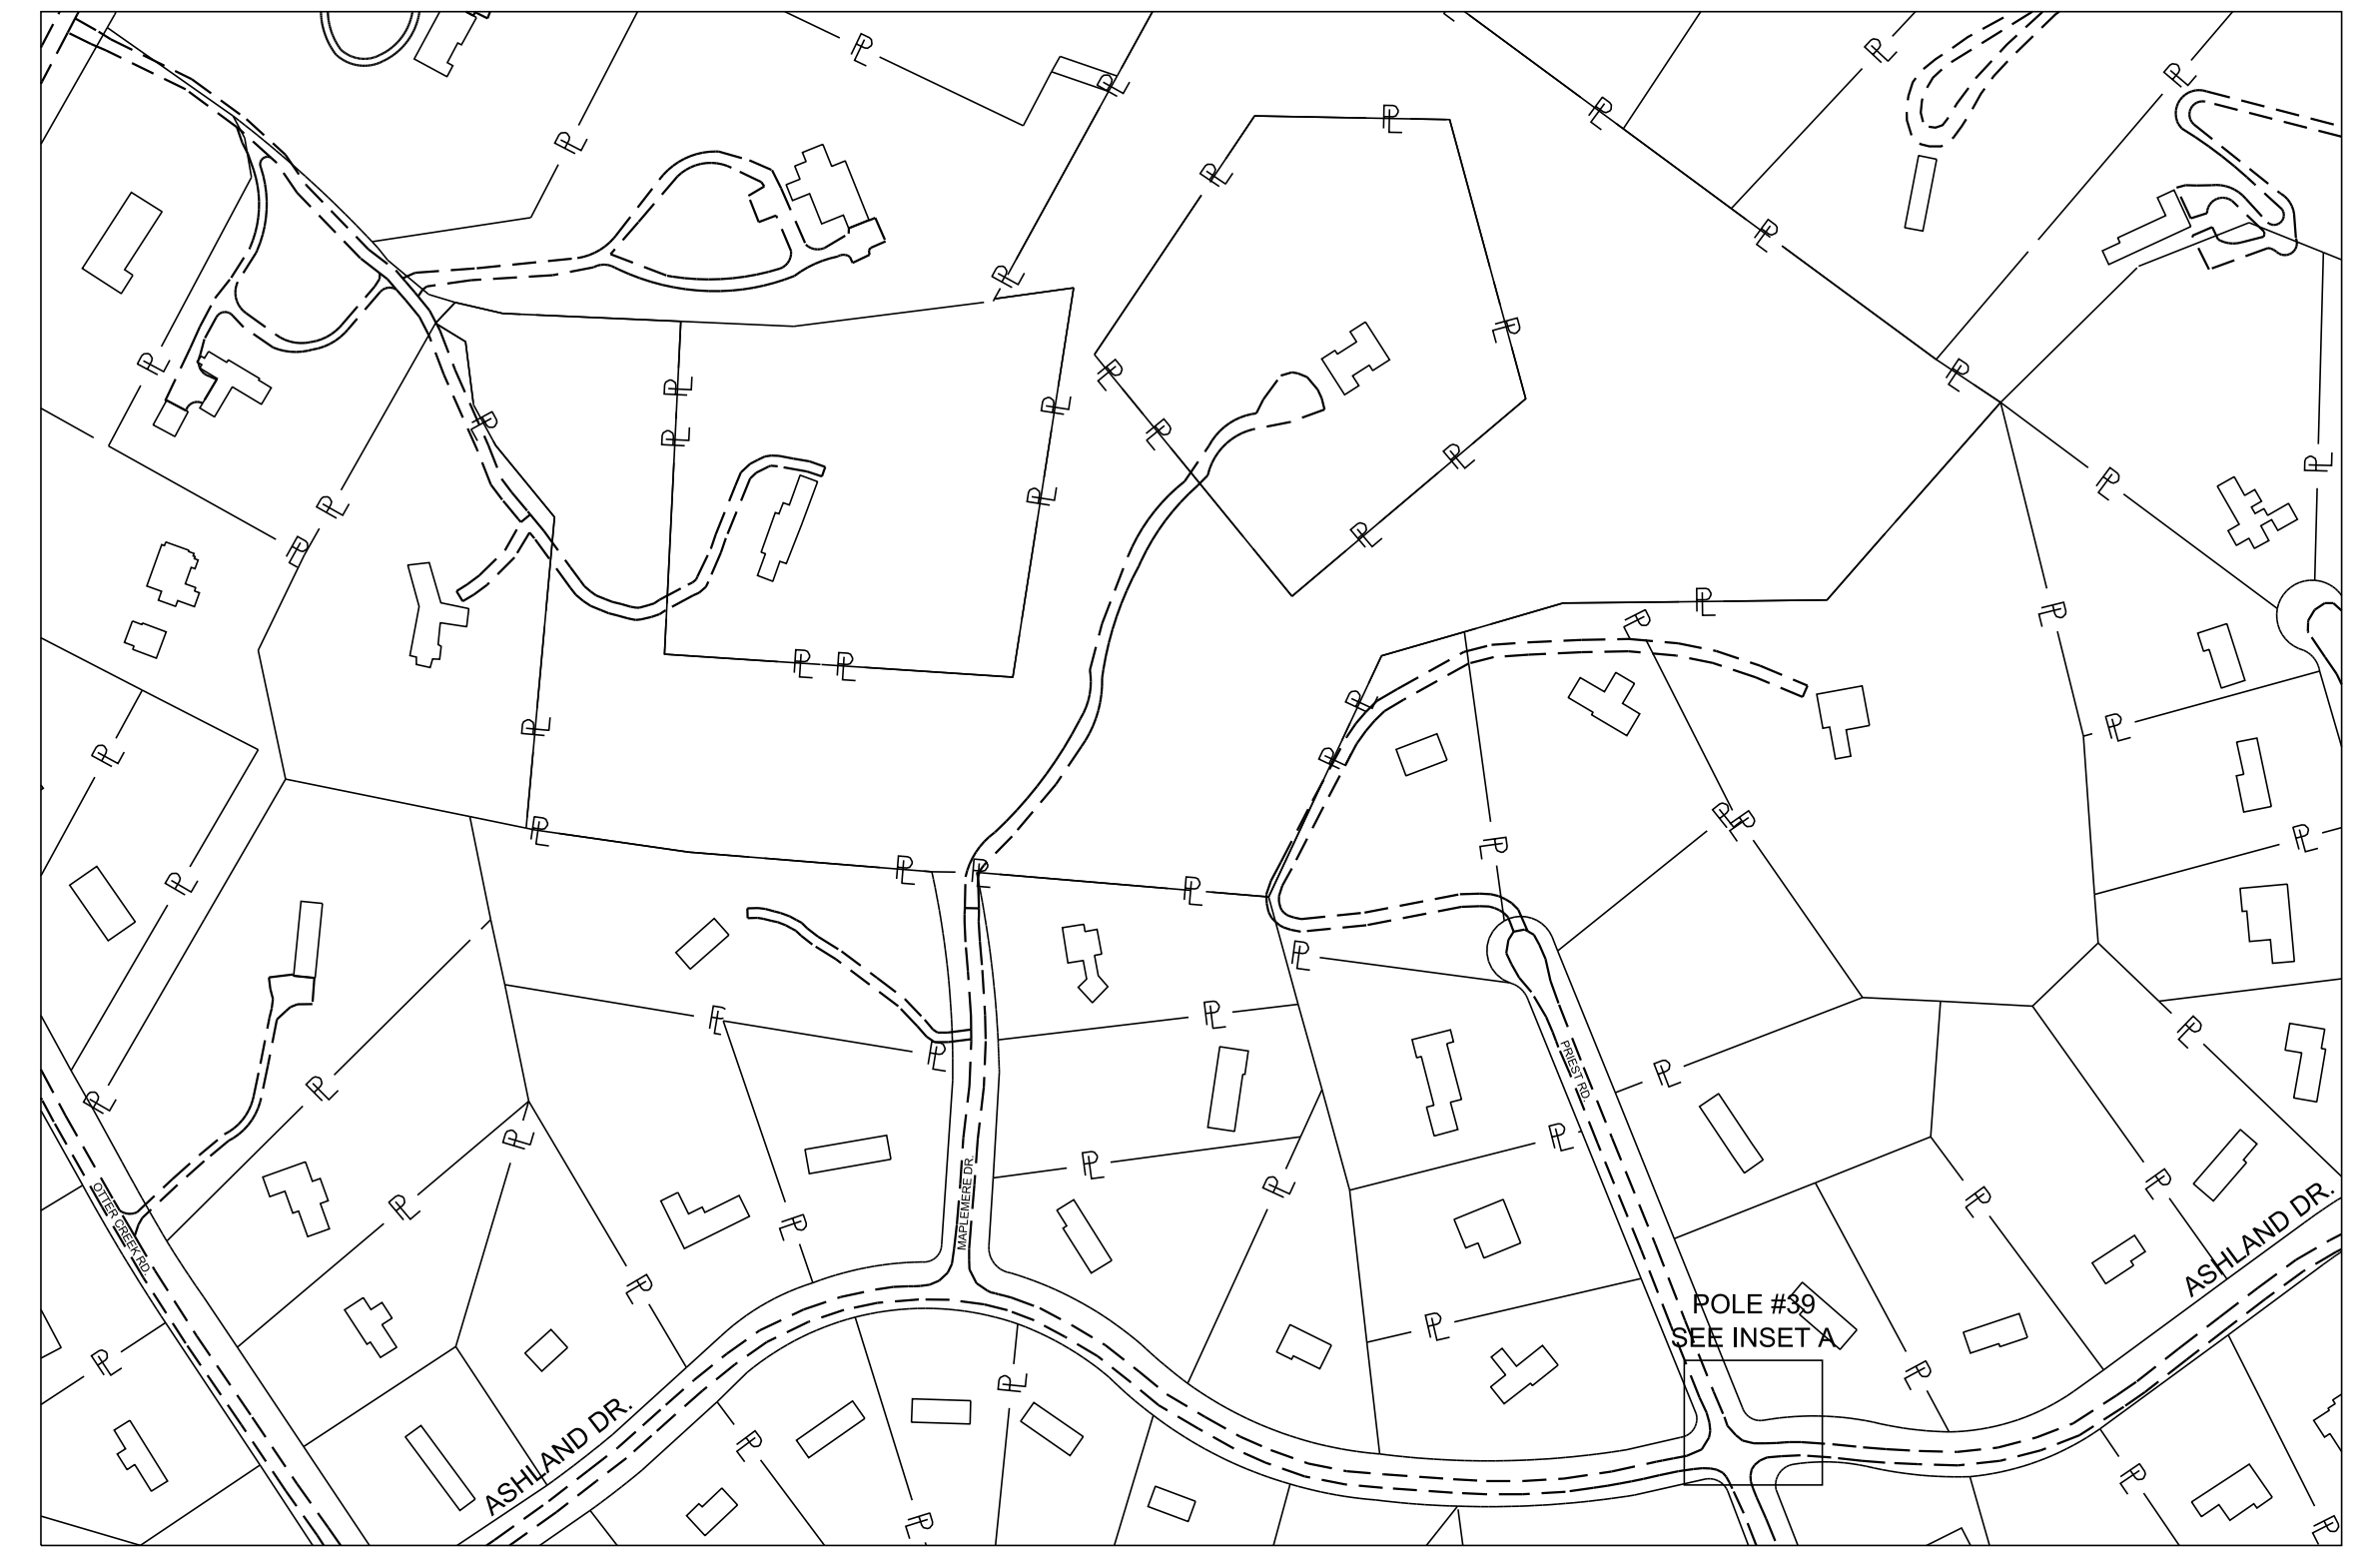 PRIEST RD.
MAPLEMERE DR.
OTTER CREEK RD.
ASHLAND DR.
POLE #39
SEE INSET A
ASHLAND DR.